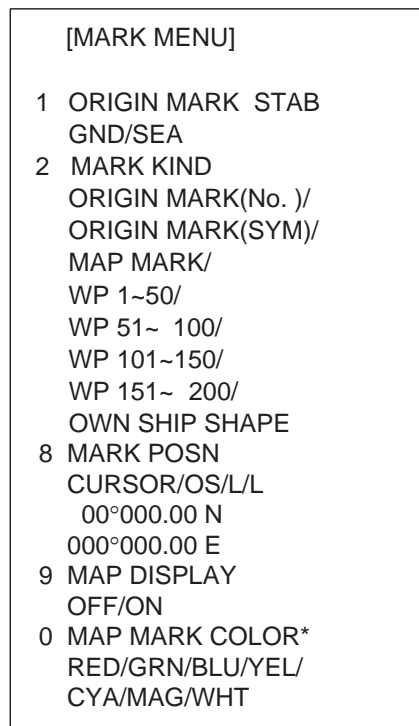 [MARK MENU]
1 ORIGIN MARK STAB
GND/SEA
2 MARK KIND
ORIGIN MARK(No. )/
ORIGIN MARK(SYM)/
MAP MARK/
WP 1~50/
WP 51~ 100/
WP 101~150/
WP 151~ 200/
OWN SHIP SHAPE
8 MARK POSN
CURSOR/OS/L/L
00°000.00 N
000°000.00 E
9 MAP DISPLAY
OFF/ON
0 MAP MARK COLOR*
RED/GRN/BLU/YEL/
CYA/MAG/WHT